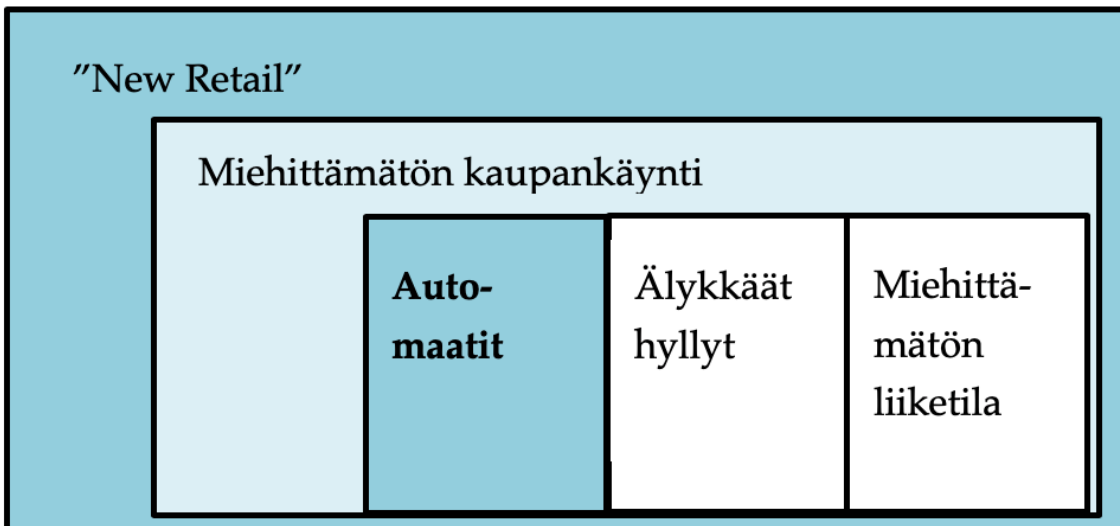 ”New Retail”
Miehittämätön kaupankäynti
Auto-
maatit
Älykkäät
hyllyt
Miehittä-
mätön
liiketila